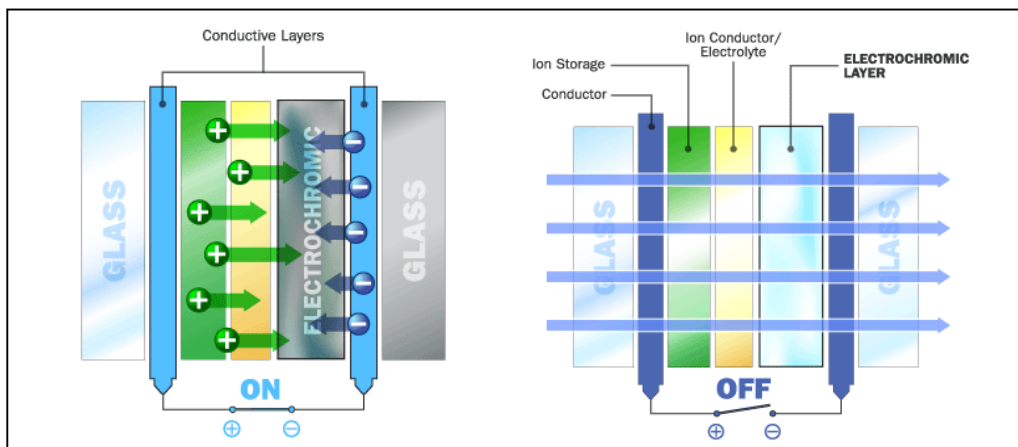 Conductive Layers
GLASS
ELECTROCHROMIC
GLASS
ON
Ion Conductor/
Electrolyte
Ion Storage
ELECTROCHROMIC
LAYER
Conductor
GLASS
GLASS
OFF